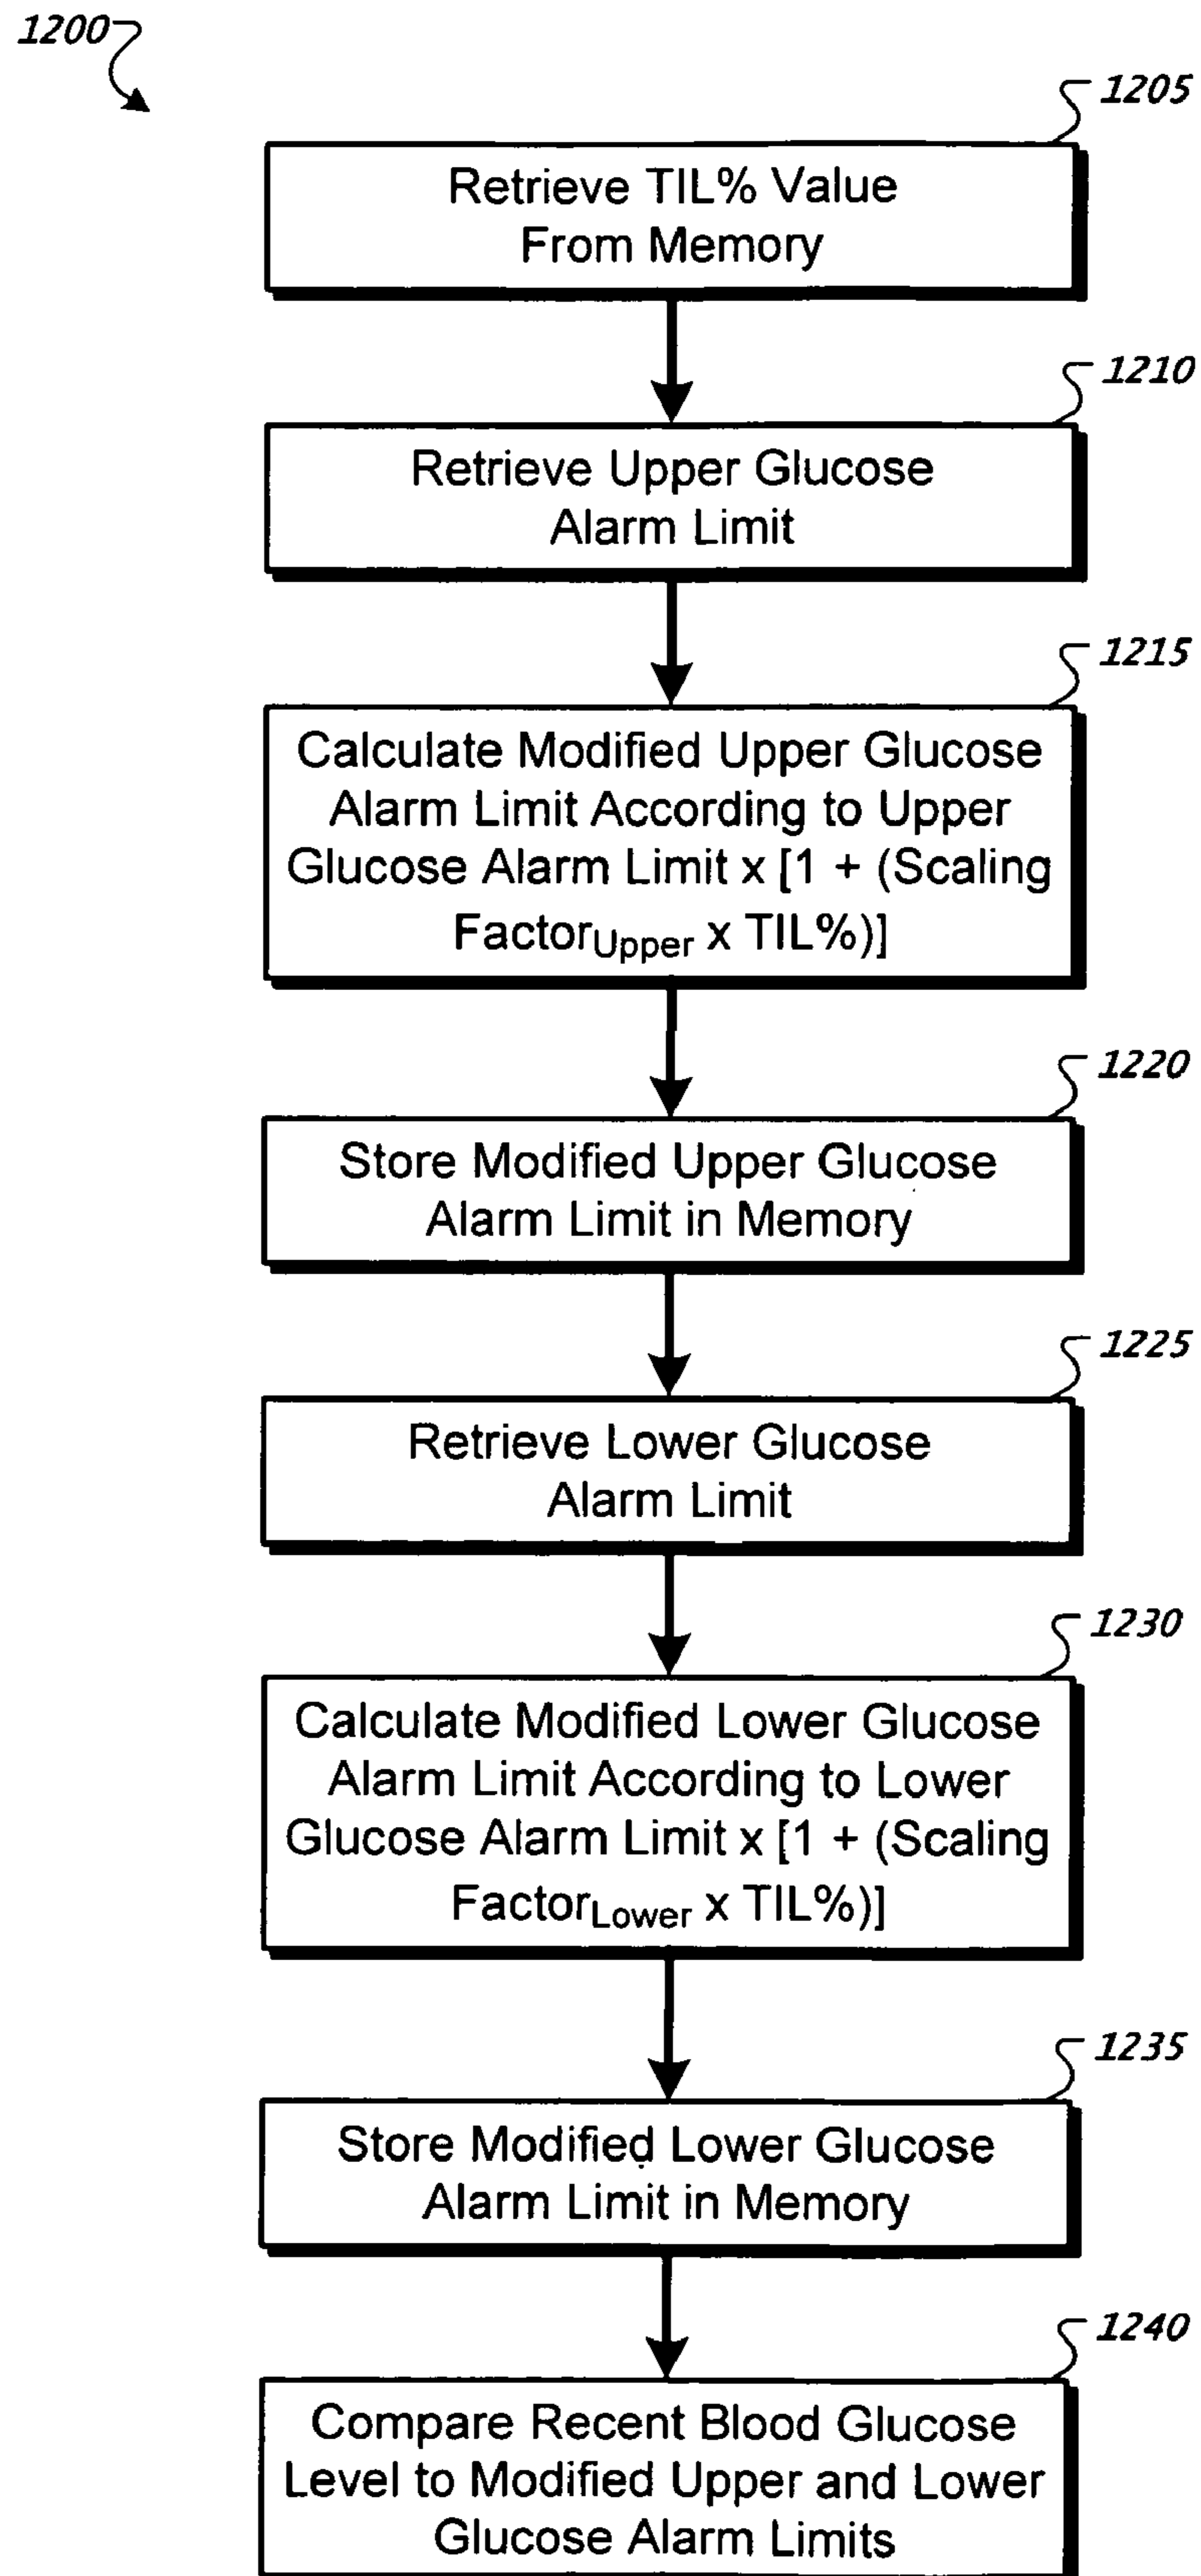 1200
1205
Retrieve TIL% Value
From Memory
1210
Retrieve Upper Glucose
Alarm Limit
1215
Calculate Modified Upper Glucose
Alarm Limit According to Upper
Glucose Alarm Limit x [1 + (Scaling
FactorUpper x TIL%)]
1220
Store Modified Upper Glucose
Alarm Limit in Memory
1225
Retrieve Lower Glucose
Alarm Limit
1230
Calculate Modified Lower Glucose
Alarm Limit According to Lower
Glucose Alarm Limit x [1 + (Scaling
FactorLower x TIL%)]
1235
Store Modified Lower Glucose
Alarm Limit in Memory
1240
Compare Recent Blood Glucose
Level to Modified Upper and Lower
Glucose Alarm Limits